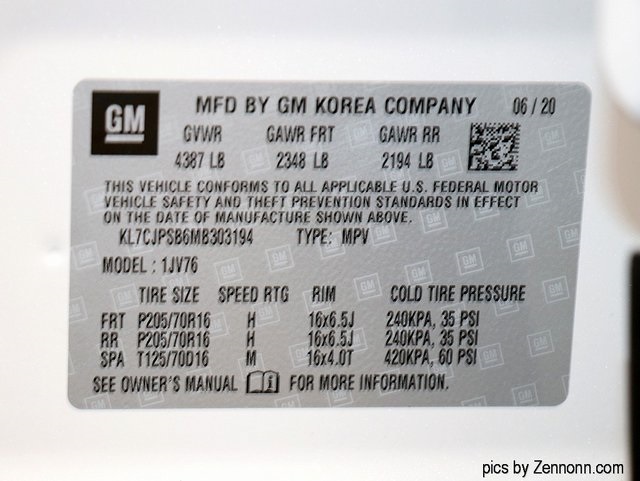 GM MFD BY GM KOREA COMPANY 06/20
GVWR GAWR FRT GAWR RR
4387 LB 2348 LB 2194 LB
THIS VEHICLE CONFORMS TO ALL APPLICABLE U.S. FEDERAL MOTOR
VEHICLE SAFETY AND THEFT PREVENTION STANDARDS IN EFFECT
ON THE DATE OF MANUFACTURE SHOWN ABOVE.
KL7CJPSB6MB303194 TYPE: MPV
MODEL : 1JV76
TIRE SIZE SPEED RTG RIM COLD TIRE PRESSURE
FRT P205/70R16 H 16x6.5J 240KPA, 35 PSI
RR P205/70R16 H 16x6.5J 240KPA, 35 PSI
SPA T125/70D16 M 16x4.0T 420KPA, 60 PSI
SEE OWNER'S MANUAL FOR MORE INFORMATION.
pics by Zennonn.com